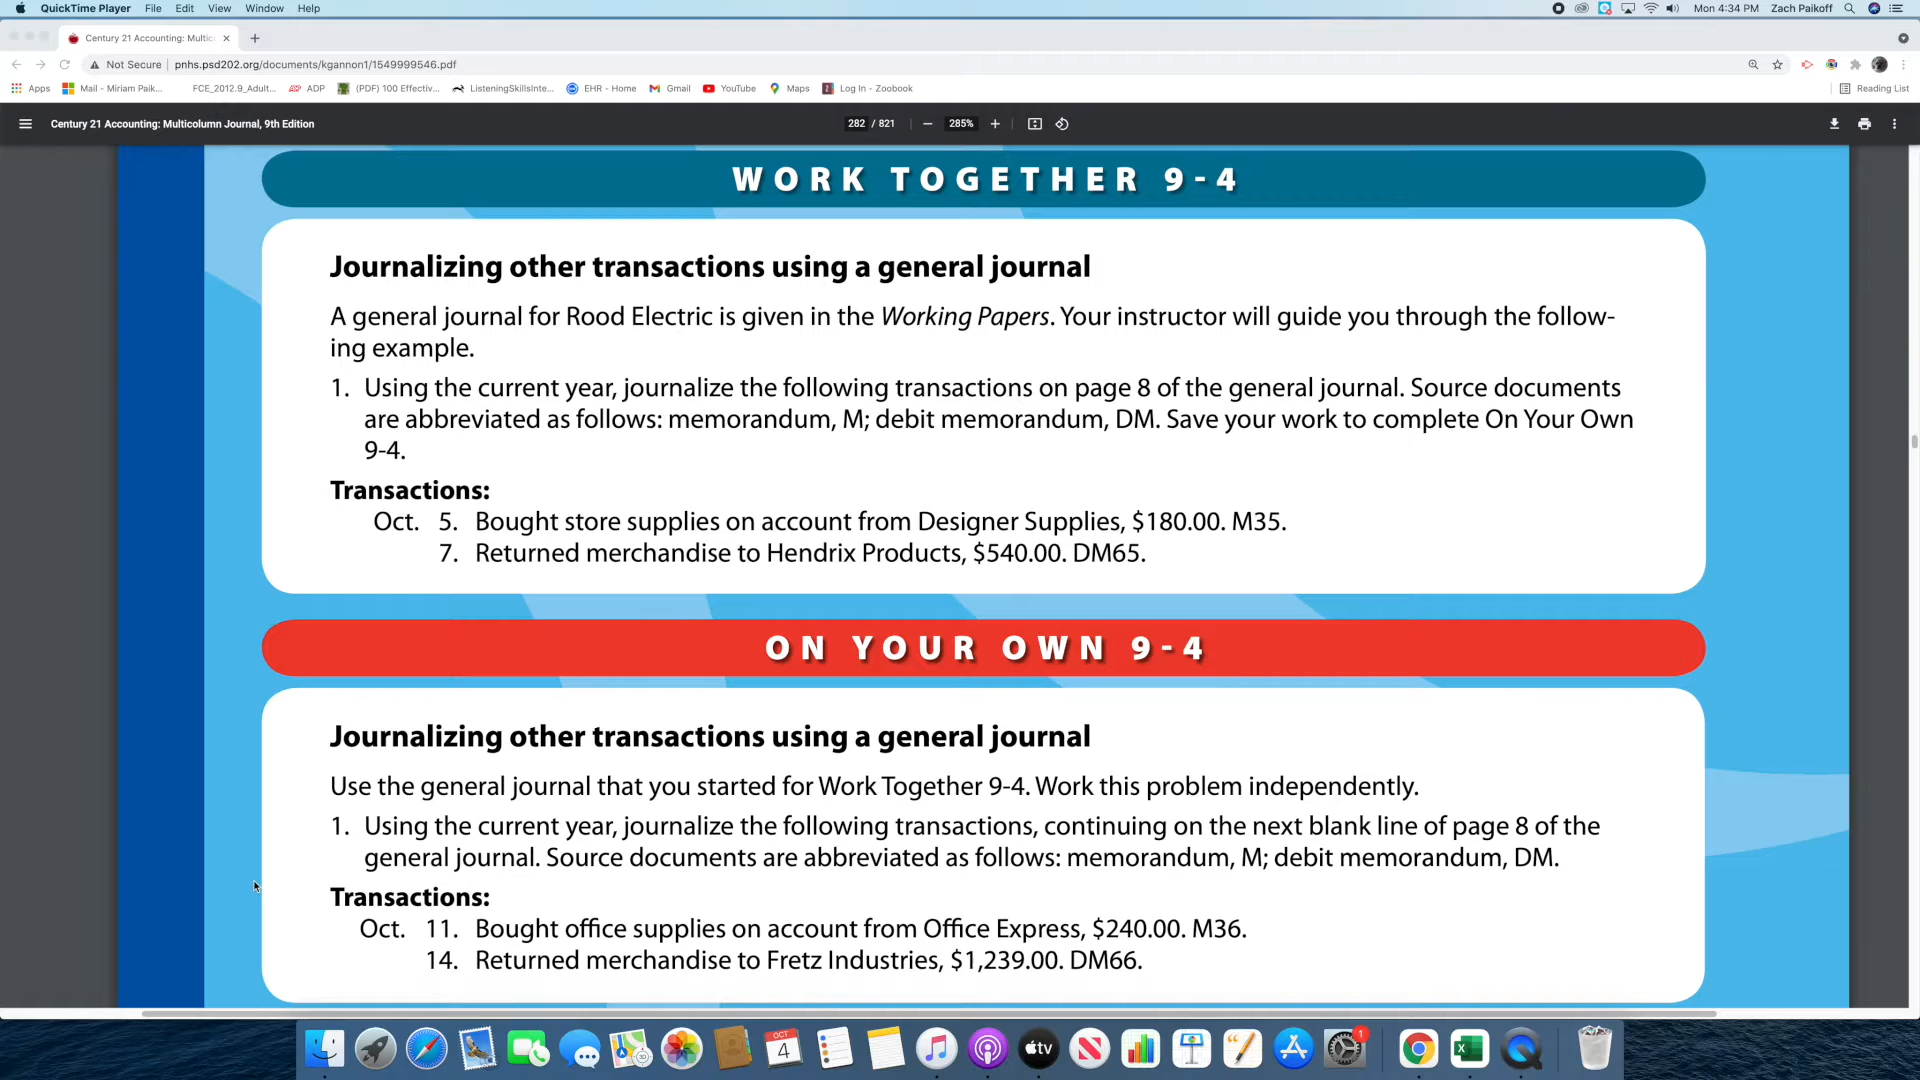 QuickTime Player File Edit View Window Help Mon 4:34 PM Zach Paikoff
Century 21 Accounting: Multic
Not Secure pnhs.psd202.org/documents/kgannon1/1549999546.pdf
Apps Mail - Miriam Paik... FCE_2012.9_Adult... ADP (PDF) 100 Effectiv... ListeningSkillsInte... EHR - Home Gmail YouTube Maps Log In - Zoobook Reading List
Century 21 Accounting: Multicolumn Journal, 9th Edition 282 / 821 285%
WORK TOGETHER 9-4
Journalizing other transactions using a general journal
A general journal for Rood Electric is given in the Working Papers. Your instructor will guide you through the follow-
ing example.
1. Using the current year, journalize the following transactions on page 8 of the general journal. Source documents
are abbreviated as follows: memorandum, M; debit memorandum, DM. Save your work to complete On Your Own
9-4.
Transactions:
Oct. 5. Bought store supplies on account from Designer Supplies, $180.00. M35.
7. Returned merchandise to Hendrix Products, $540.00. DM65.
ON YOUR OWN 9-4
Journalizing other transactions using a general journal
Use the general journal that you started for Work Together 9-4. Work this problem independently.
1. Using the current year, journalize the following transactions, continuing on the next blank line of page 8 of the
general journal. Source documents are abbreviated as follows: memorandum, M; debit memorandum, DM.
Transactions:
Oct. 11. Bought office supplies on account from Office Express, $240.00. M36.
14. Returned merchandise to Fretz Industries, $1,239.00. DM66.
OCT
4
tv
1